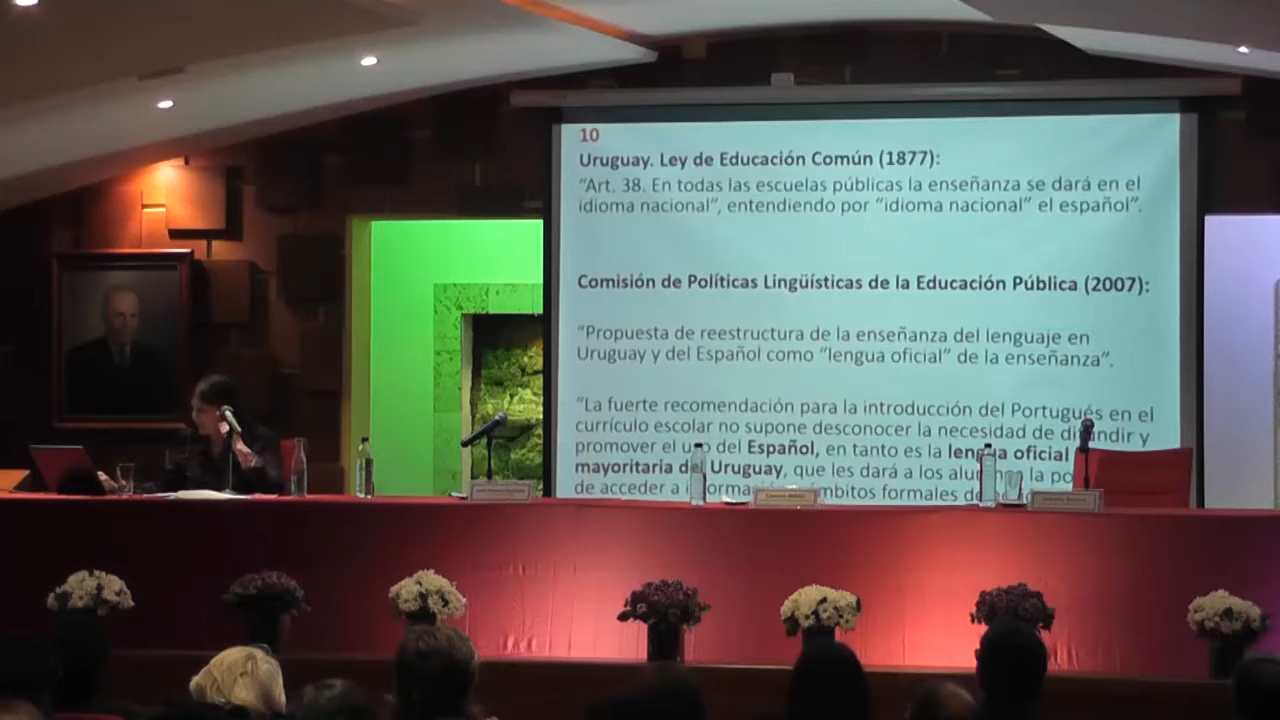 10
Uruguay. Ley de Educación Común (1877):
“Art. 38. En todas las escuelas públicas la enseñanza se dará en el
idioma nacional”, entendiendo por “idioma nacional” el español”.
Comisión de Políticas Lingüísticas de la Educación Pública (2007):
“Propuesta de reestructura de la enseñanza del lenguaje en
Uruguay y del Español como “lengua oficial” de la enseñanza”.
“La fuerte recomendación para la introducción del Portugués en el
currículo escolar no supone desconocer la necesidad de difundir y
promover el uso del Español, en tanto es la lengua oficial
mayoritaria del Uruguay, que les dará a los alumnos la
de acceder a ámbitos formales